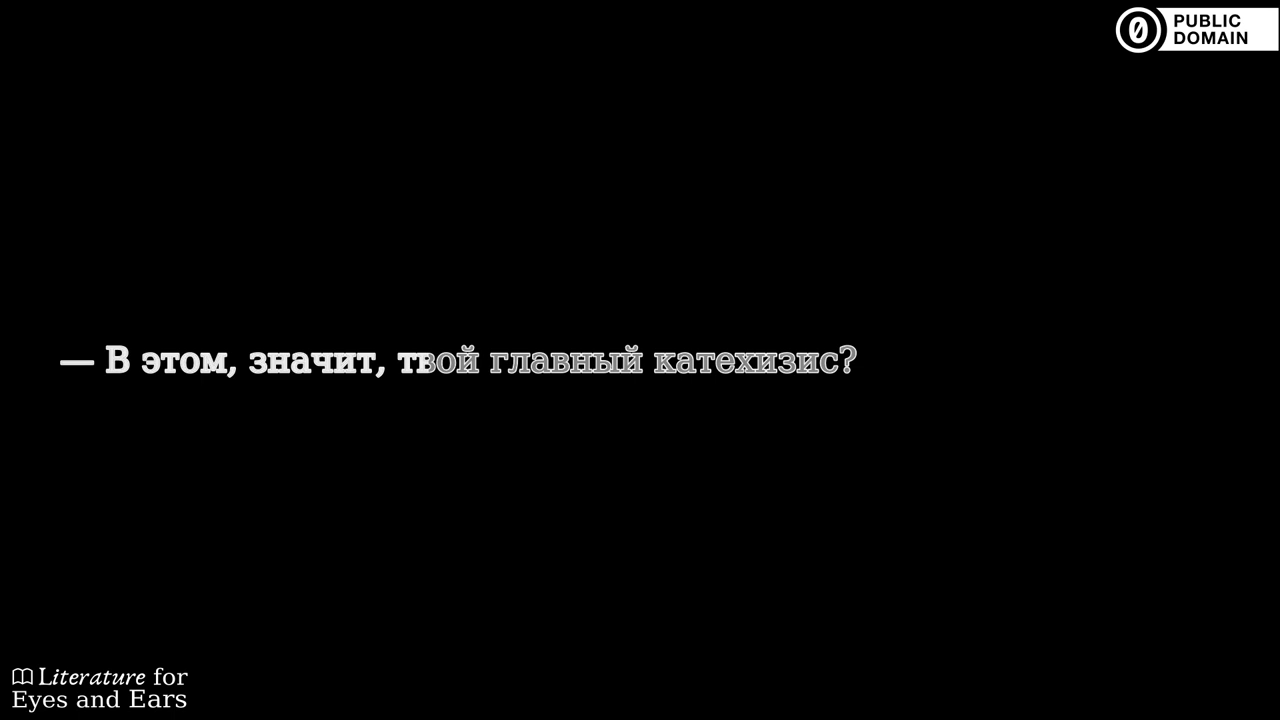 PUBLIC
DOMAIN
— В этом, значит, твой главный катехизис?
Literature for
Eyes and Ears